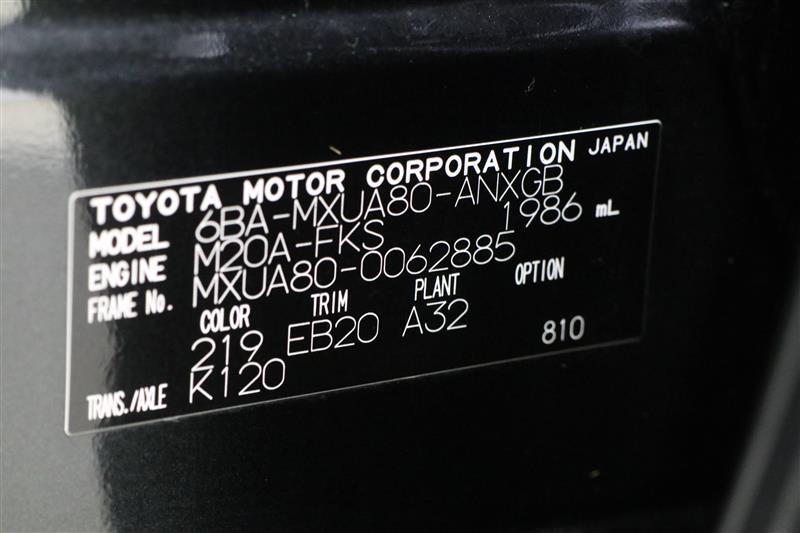 TOYOTA MOTOR CORPORATION JAPAN
MODEL 6BA-MXUA80-ANXGB
ENGINE M20A-FKS 1986 mL
FRAME No. MXUA80-0062885
COLOR TRIM PLANT OPTION
219 EB20 A32
TRANS./AXLE K120 810